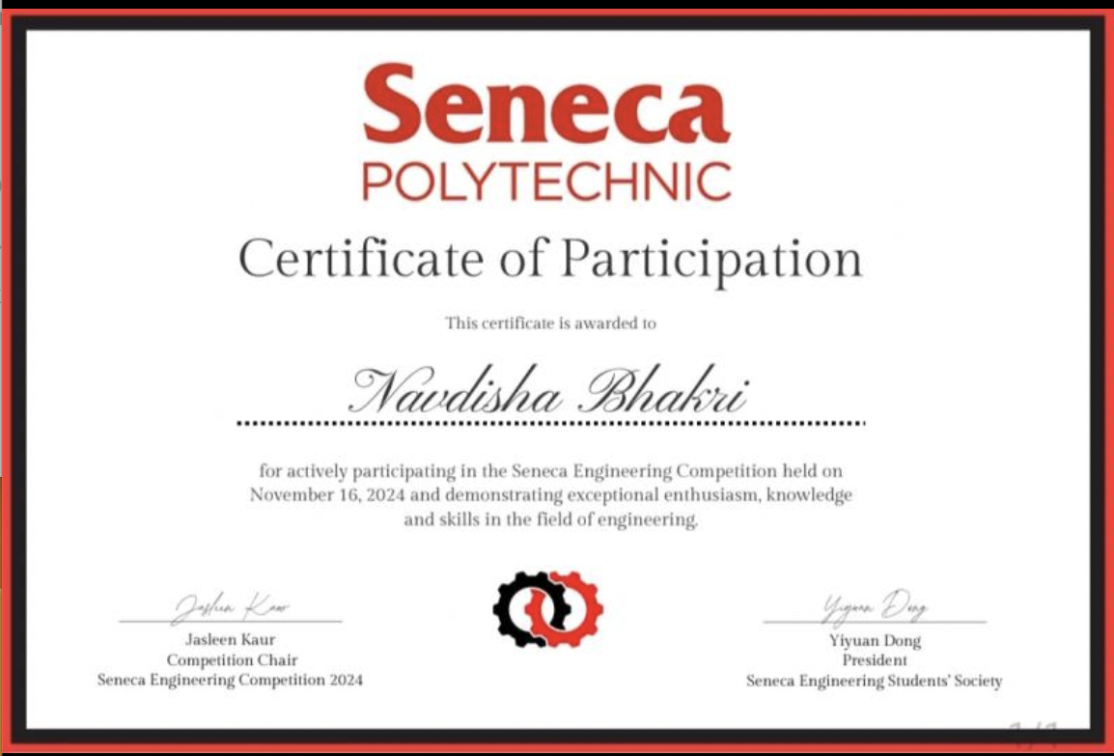 Seneca
POLYTECHNIC
Certificate of Participation
This certificate is awarded to
Navdisha Bhakri
for actively participating in the Seneca Engineering Competition held on
November 16, 2024 and demonstrating exceptional enthusiasm, knowledge
and skills in the field of engineering.
Jasleen Kaur
Yiyuan Dong
Jasleen Kaur
Competition Chair
Seneca Engineering Competition 2024
Yiyuan Dong
President
Seneca Engineering Students' Society